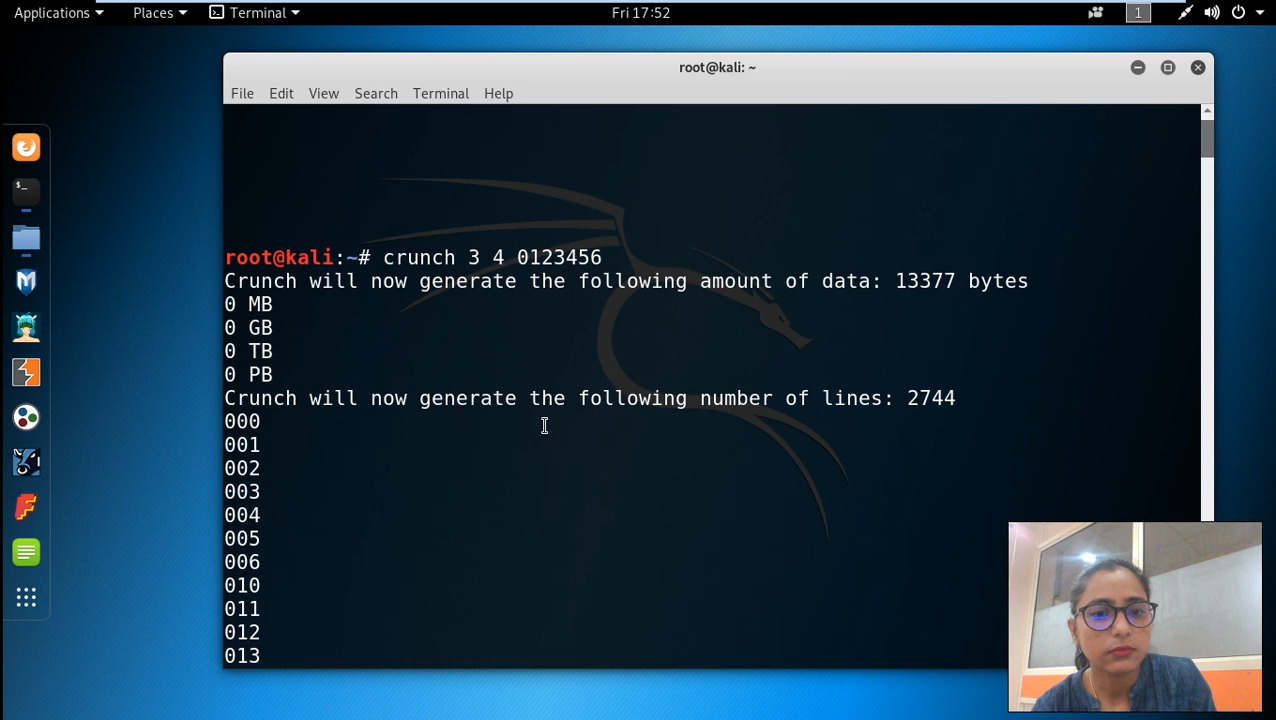 Applications Places Terminal Fri 17:52 1
root@kali: ~
File Edit View Search Terminal Help
root@kali:~# crunch 3 4 0123456
Crunch will now generate the following amount of data: 13377 bytes
0 MB
0 GB
0 TB
0 PB
Crunch will now generate the following number of lines: 2744
000
001
002
003
004
005
006
010
011
012
013